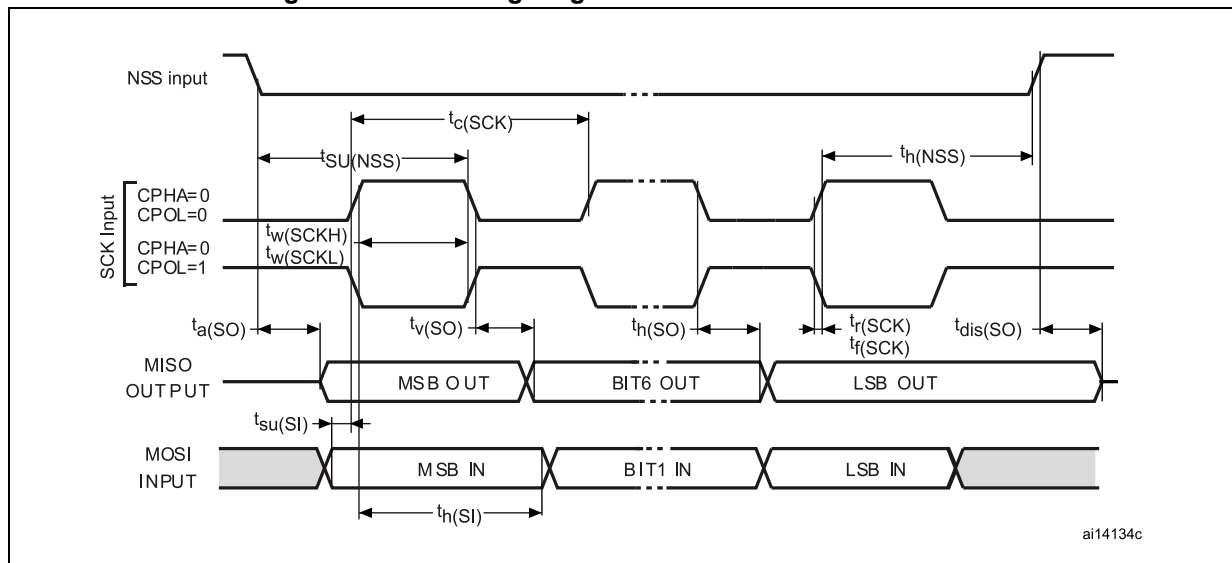 NSS input
tc(SCK)
tSU(NSS)
th(NSS)
SCK Input
CPHA=0
CPOL=0
tw(SCKH)
CPHA=0
tw(SCKL)
CPOL=1
ta(SO)
tv(SO)
th(SO)
tr(SCK)
tf(SCK)
tdis(SO)
MISO
OUTPUT
MSB OUT
BIT6 OUT
LSB OUT
tsu(SI)
MOSI
INPUT
MSB IN
BIT1 IN
LSB IN
th(SI)
ai14134c